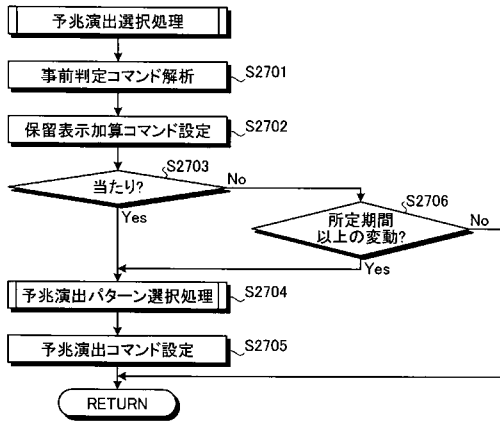 予兆演出選択処理
事前判定コマンド解析
S2701
保留表示加算コマンド設定
S2702
当たり?
S2703
No
Yes
所定期間
以上の変動?
S2706
No
Yes
予兆演出パターン選択処理
S2704
予兆演出コマンド設定
S2705
RETURN